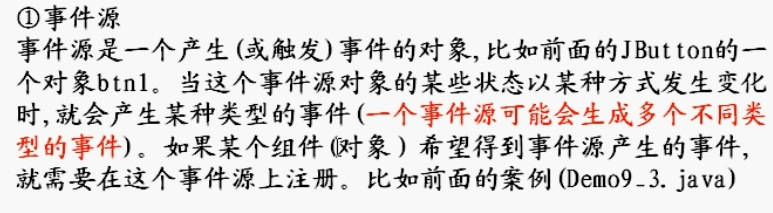 ①事件源
事件源是一个产生(或触发)事件的对象,比如前面的JButton的一
个对象btn1。当这个事件源对象的某些状态以某种方式发生变化
时,就会产生某种类型的事件(一个事件源可能会生成多个不同类
型的事件)。如果某个组件(对象)希望得到事件源产生的事件,
就需要在这个事件源上注册。比如前面的案例(Demo9_3.java)